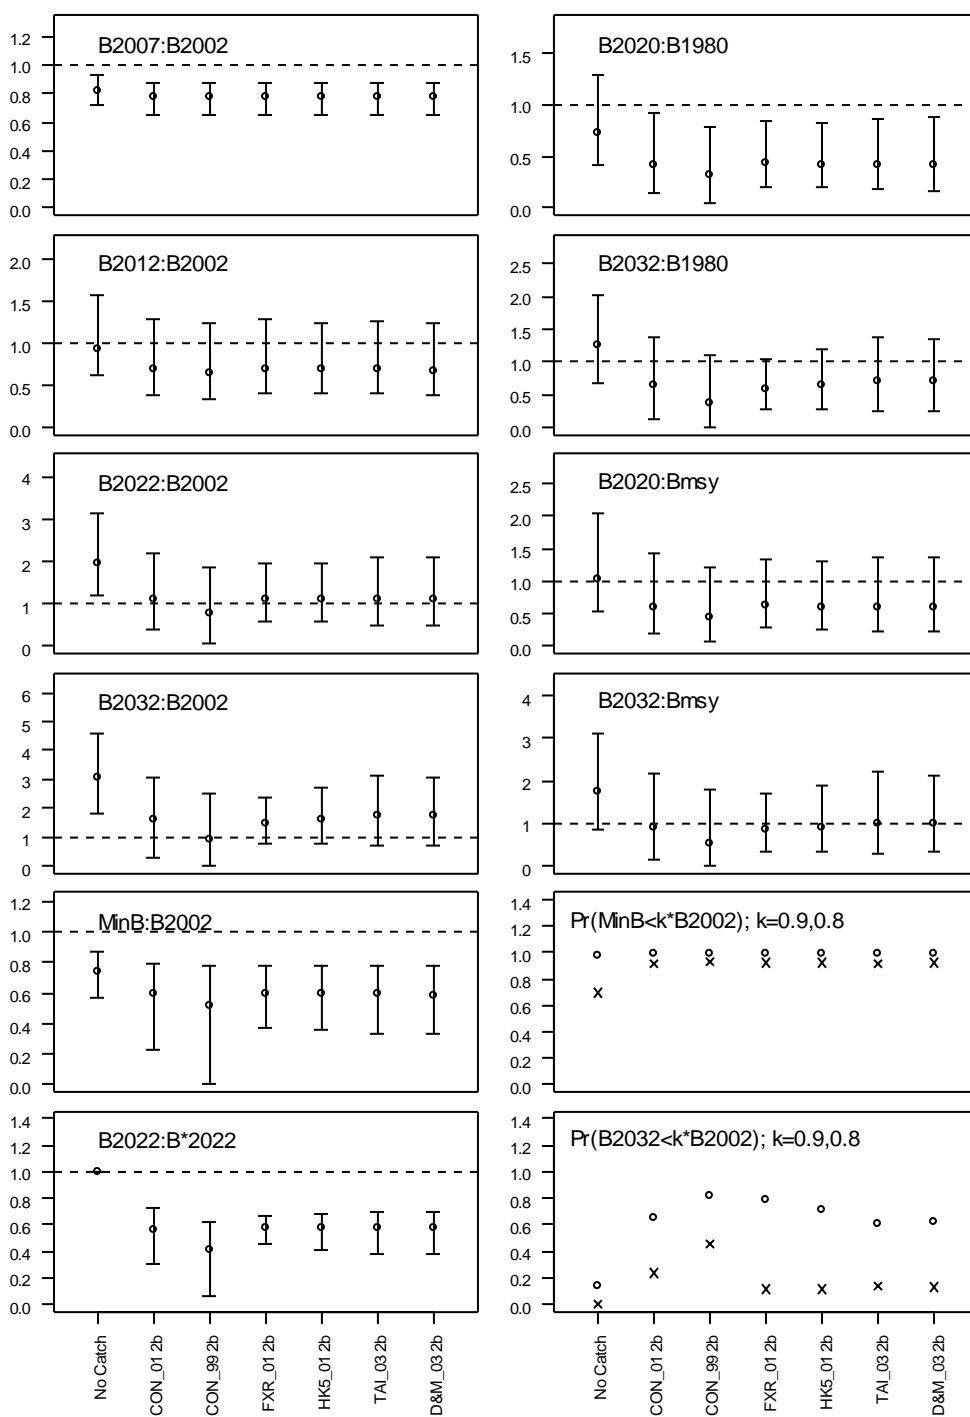 B2007:B2002
1.2
1.0
0.8
0.6
0.4
0.2
0.0
B2020:B1980
1.5
1.0
0.5
0.0
B2012:B2002
2.0
1.5
1.0
0.5
0.0
B2032:B1980
2.5
2.0
1.5
1.0
0.5
0.0
B2022:B2002
4
3
2
1
0
B2020:Bmsy
2.5
2.0
1.5
1.0
0.5
0.0
B2032:B2002
6
5
4
3
2
1
0
B2032:Bmsy
4
3
2
1
0
MinB:B2002
1.2
1.0
0.8
0.6
0.4
0.2
0.0
Pr(MinB<k*B2002); k=0.9,0.8
1.4
1.2
1.0
0.8
0.6
0.4
0.2
0.0
B2022:B*2022
1.4
1.2
1.0
0.8
0.6
0.4
0.2
0.0
Pr(B2032<k*B2002); k=0.9,0.8
1.4
1.2
1.0
0.8
0.6
0.4
0.2
0.0
No Catch
CON_01 2b
CON_99 2b
FXR_01 2b
HK5_01 2b
TAI_03 2b
D&M_03 2b
No Catch
CON_01 2b
CON_99 2b
FXR_01 2b
HK5_01 2b
TAI_03 2b
D&M_03 2b